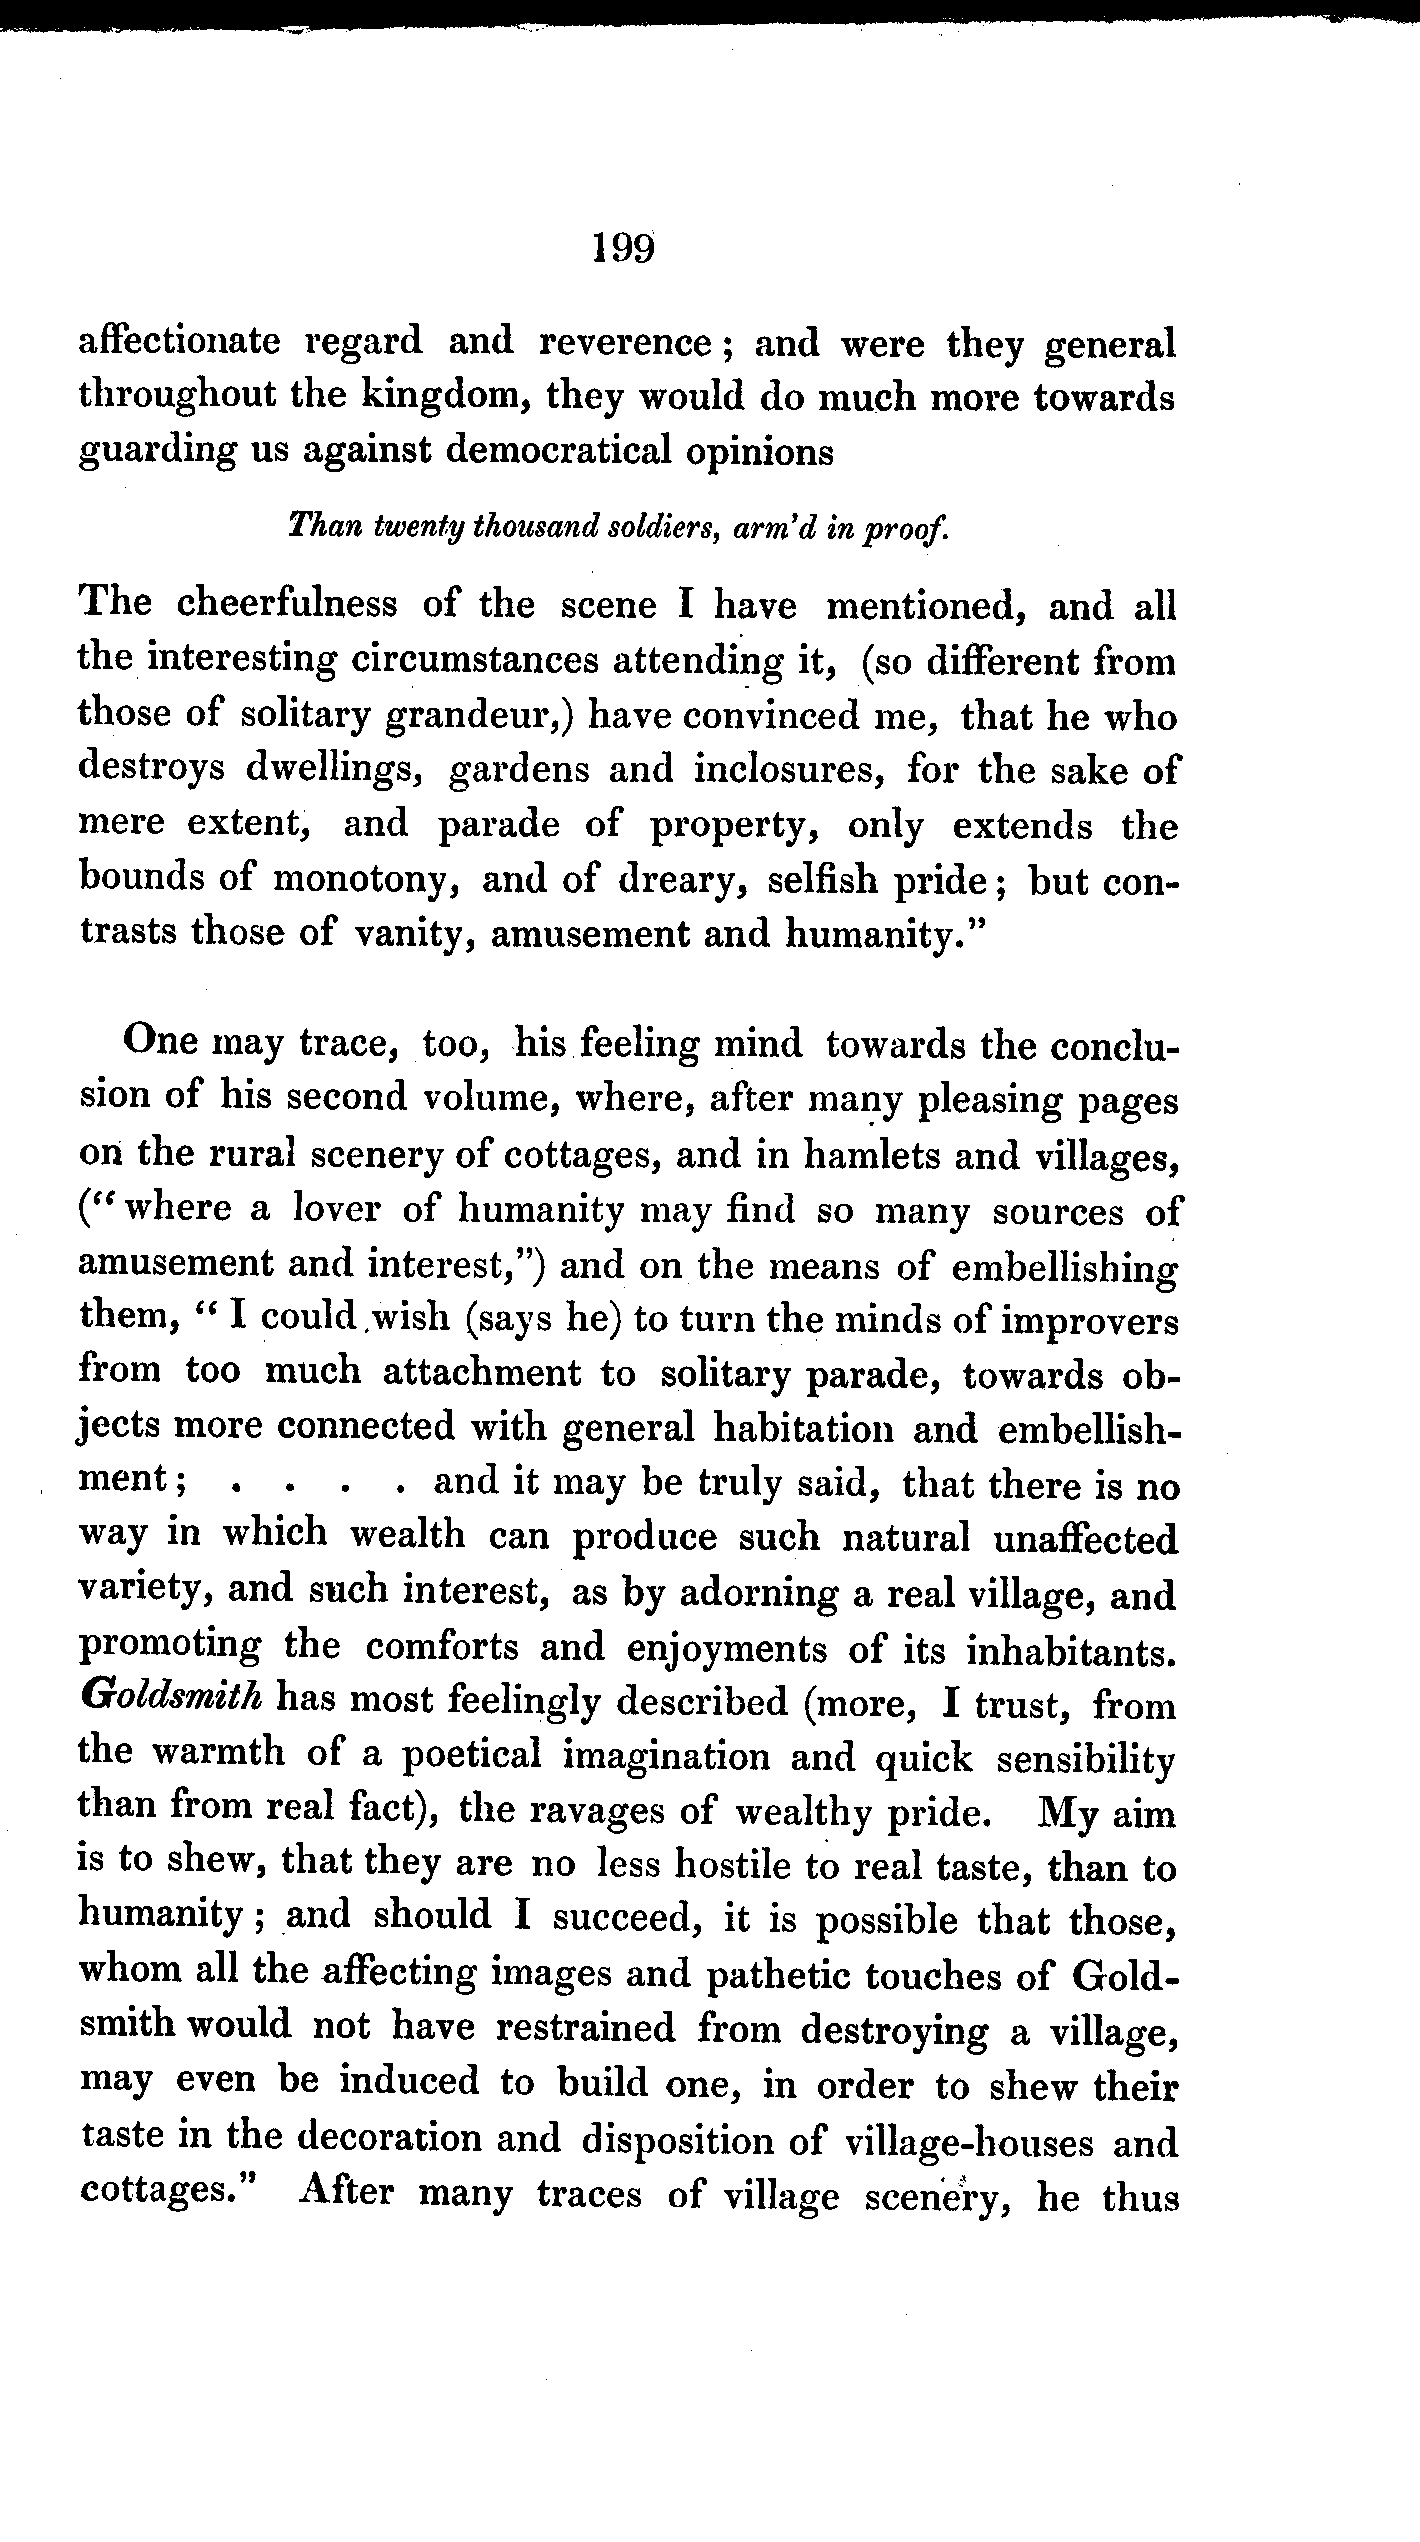 199
affectionate regard and reverence; and were they general
throughout the kingdom, they would do much more towards
guarding us against democratical opinions
Than twenty thousand soldiers, arm'd in proof.
The cheerfulness of the scene I have mentioned, and all
the interesting circumstances attending it, (so different from
those of solitary grandeur,) have convinced me, that he who
destroys dwellings, gardens and inclosures, for the sake of
mere extent, and parade of property, only extends the
bounds of monotony, and of dreary, selfish pride; but con-
trasts those of vanity, amusement and humanity."
One may trace, too, his feeling mind towards the conclu-
sion of his second volume, where, after many pleasing pages
on the rural scenery of cottages, and in hamlets and villages,
("where a lover of humanity may find so many sources of
amusement and interest,") and on the means of embellishing
them, "I could wish (says he) to turn the minds of improvers
from too much attachment to solitary parade, towards ob-
jects more connected with general habitation and embellish-
ment; . . . . and it may be truly said, that there is no
way in which wealth can produce such natural unaffected
variety, and such interest, as by adorning a real village, and
promoting the comforts and enjoyments of its inhabitants.
Goldsmith has most feelingly described (more, I trust, from
the warmth of a poetical imagination and quick sensibility
than from real fact), the ravages of wealthy pride. My aim
is to shew, that they are no less hostile to real taste, than to
humanity; and should I succeed, it is possible that those,
whom all the affecting images and pathetic touches of Gold-
smith would not have restrained from destroying a village,
may even be induced to build one, in order to shew their
taste in the decoration and disposition of village-houses and
cottages." After many traces of village scenery, he thus